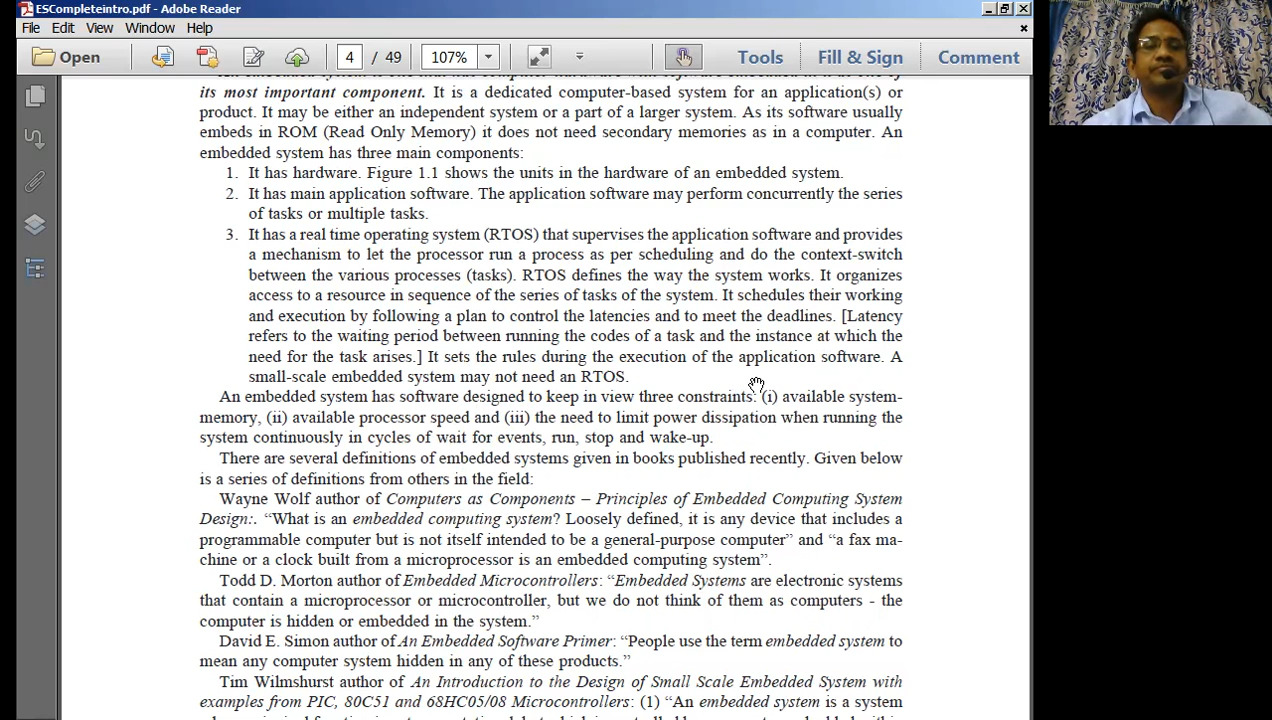 ESCompleteintro.pdf - Adobe Reader
File Edit View Window Help
Open 4 / 49 107% Tools Fill & Sign Comment
its most important component. It is a dedicated computer-based system for an application(s) or
product. It may be either an independent system or a part of a larger system. As its software usually
embeds in ROM (Read Only Memory) it does not need secondary memories as in a computer. An
embedded system has three main components:
1. It has hardware. Figure 1.1 shows the units in the hardware of an embedded system.
2. It has main application software. The application software may perform concurrently the series
of tasks or multiple tasks.
3. It has a real time operating system (RTOS) that supervises the application software and provides
a mechanism to let the processor run a process as per scheduling and do the context-switch
between the various processes (tasks). RTOS defines the way the system works. It organizes
access to a resource in sequence of the series of tasks of the system. It schedules their working
and execution by following a plan to control the latencies and to meet the deadlines. [Latency
refers to the waiting period between running the codes of a task and the instance at which the
need for the task arises.] It sets the rules during the execution of the application software. A
small-scale embedded system may not need an RTOS.
An embedded system has software designed to keep in view three constraints: (i) available system-
memory, (ii) available processor speed and (iii) the need to limit power dissipation when running the
system continuously in cycles of wait for events, run, stop and wake-up.
There are several definitions of embedded systems given in books published recently. Given below
is a series of definitions from others in the field:
Wayne Wolf author of Computers as Components – Principles of Embedded Computing System
Design:. “What is an embedded computing system? Loosely defined, it is any device that includes a
programmable computer but is not itself intended to be a general-purpose computer” and “a fax ma-
chine or a clock built from a microprocessor is an embedded computing system”.
Todd D. Morton author of Embedded Microcontrollers: “Embedded Systems are electronic systems
that contain a microprocessor or microcontroller, but we do not think of them as computers - the
computer is hidden or embedded in the system.”
David E. Simon author of An Embedded Software Primer: “People use the term embedded system to
mean any computer system hidden in any of these products.”
Tim Wilmshurst author of An Introduction to the Design of Small Scale Embedded System with
examples from PIC, 80C51 and 68HC05/08 Microcontrollers: (1) “An embedded system is a system